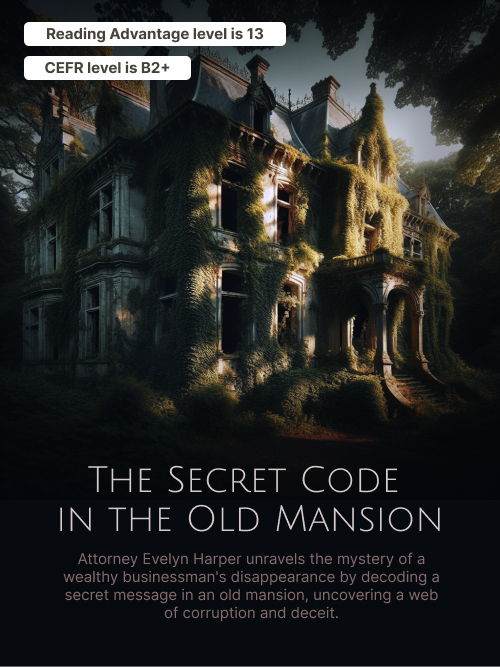 Reading Advantage level is 13
CEFR level is B2+
The Secret Code
in the Old Mansion
Attorney Evelyn Harper unravels the mystery of a
wealthy businessman's disappearance by decoding a
secret message in an old mansion, uncovering a web
of corruption and deceit.